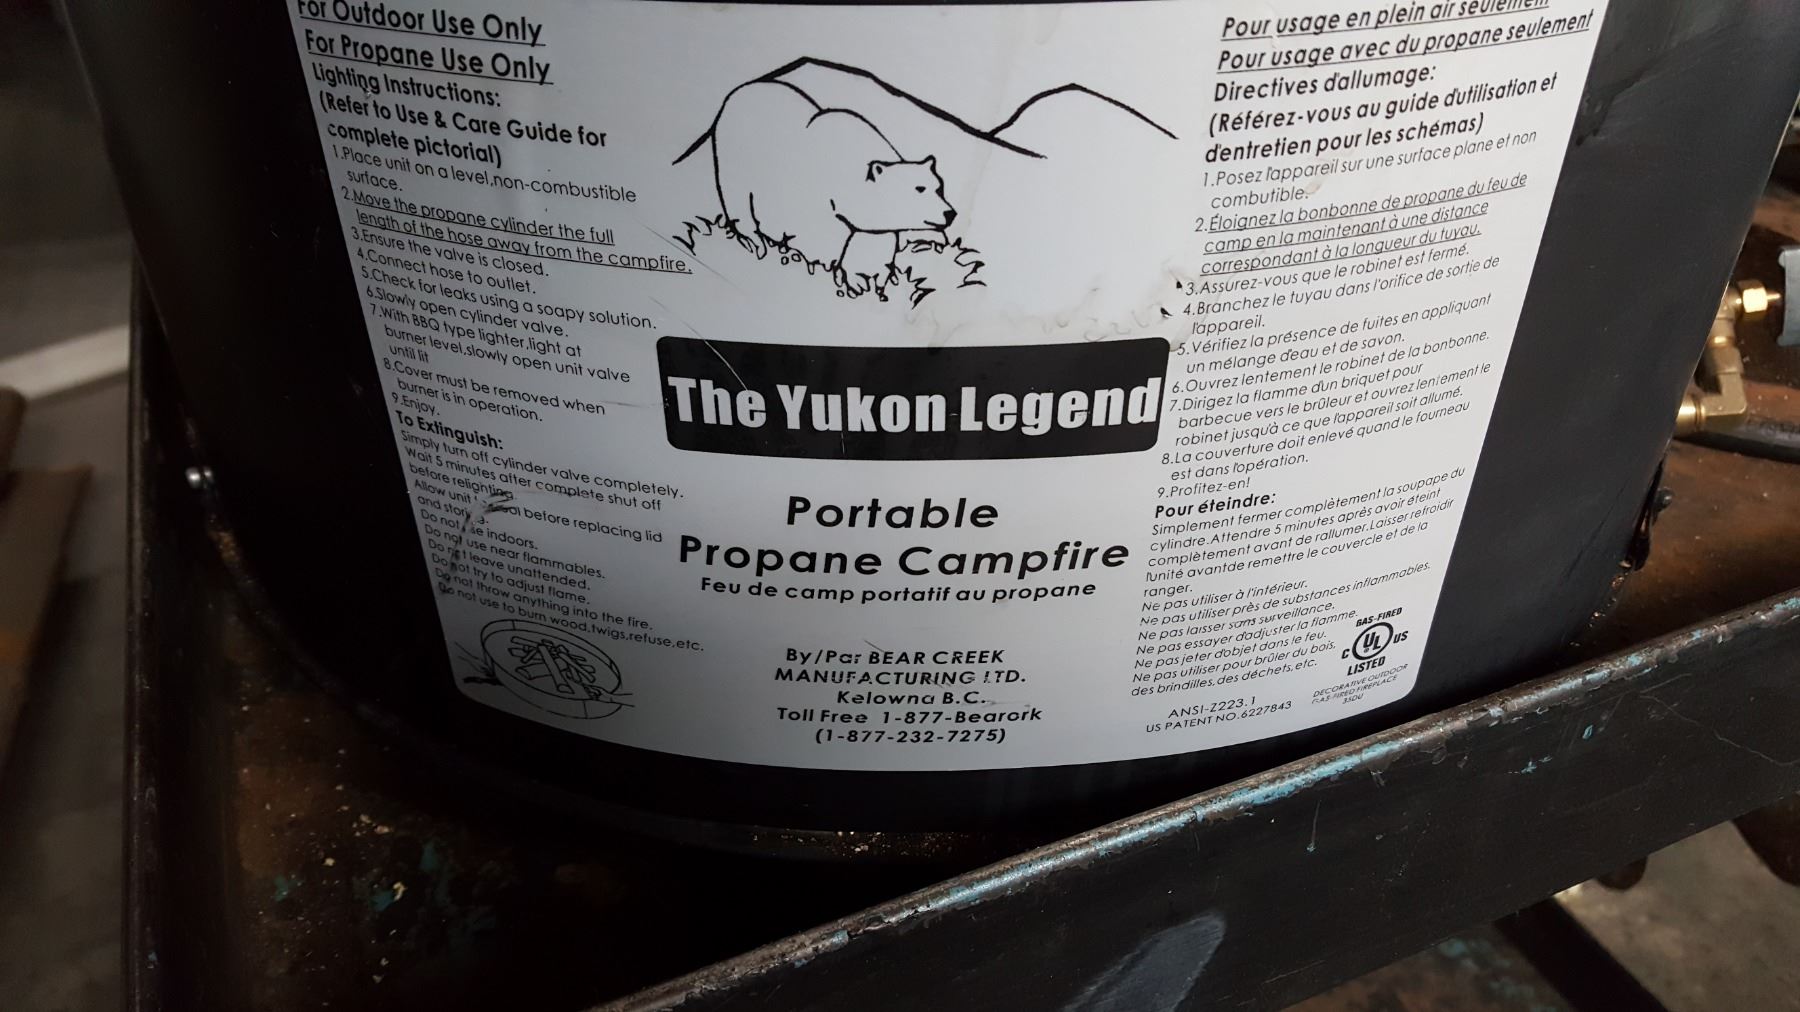 For Outdoor Use Only
For Propane Use Only
Lighting Instructions:
(Refer to Use & Care Guide for
complete pictorial)
1.Place unit on a level,non-combustible
surface.
2.Move the propane cylinder the full
length of the hose away from the campfire.
3.Ensure the valve is closed.
4.Connect hose to outlet.
5.Check for leaks using a soapy solution.
6.Slowly open cylinder valve.
7.With BBQ type lighter,light at
burner level,slowly open unit valve
until lit
8.Cover must be removed when
burner is in operation.
9.Enjoy.
To Extinguish:
Simply turn off cylinder valve completely.
Wait 5 minutes after complete shut off
before relighting.
Allow unit before replacing lid
and
Do not use indoors.
Do not use near flammables.
Do not leave unattended.
Do not try to adjust flame.
Do not throw anything into the fire.
Do not use to burn wood,twigs,refuse,etc.
The Yukon Legend
Portable
Propane Campfire
Feu de camp portatif au propane
By/Par BEAR CREEK
MANUFACTURING LTD.
Kelowna B.C.
Toll Free 1-877-Bearork
(1-877-232-7275)
Pour usage en plein air seulement
Pour usage avec du propane seulement
Directives d'allumage:
(Référez-vous au guide d'utilisation et
d'entretien pour les schémas)
1.Posez l'appareil sur une surface plane et non
combutible.
2.Éloignez la bonbonne de propane du feu de
camp en la maintenant à une distance
correspondant à la longueur du tuyau.
3.Assurez-vous que le robinet est fermé.
4.Branchez le tuyau dans l'orifice de sortie de
l'appareil.
5.Vérifiez la présence de fuites en appliquant
un mélange d'eau et de savon.
6.Ouvrez lentement le robinet de la bonbonne.
7.Dirigez la flamme d'un briquet pour
barbecue vers le brûleur et ouvrez lentement le
robinet jusqu'à ce que l'appareil soit allumé.
8.La couverture doit enlevé quand le fourneau
est dans l'opération.
9.Profitez-en!
Pour éteindre:
Simplement fermer complètement la soupape du
cylindre.Attendre 5 minutes après avoir éteint
complètement avant de rallumer.Laisser refroidir
l'unité avantde remettre le couvercle et de la
ranger.
Ne pas utiliser à l'intérieur.
Ne pas utiliser près de substances inflammables.
Ne pas laisser sans surveillance.
Ne pas essayer d'adjuster la flamme.
Ne pas jeter d'objet dans le feu.
Ne pas utiliser pour brûler du bois,
des brindilles,des déchets,etc.
GAS-FIRED
C UL US
LISTED
DECORATIVE OUTDOOR
GAS-FIRED FIREPLACE
35DU
ANSI-Z223.1
US PATENT NO.6227843